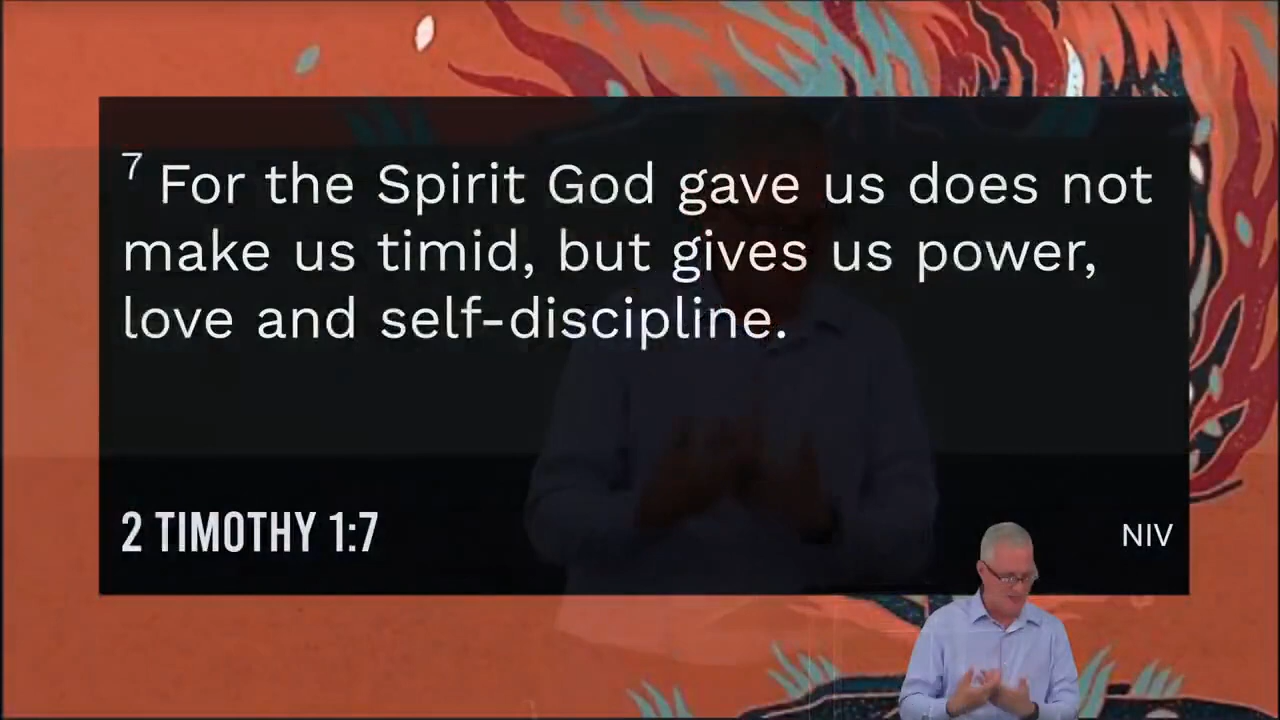 7 For the Spirit God gave us does not
make us timid, but gives us power,
love and self-discipline.
2 TIMOTHY 1:7
NIV